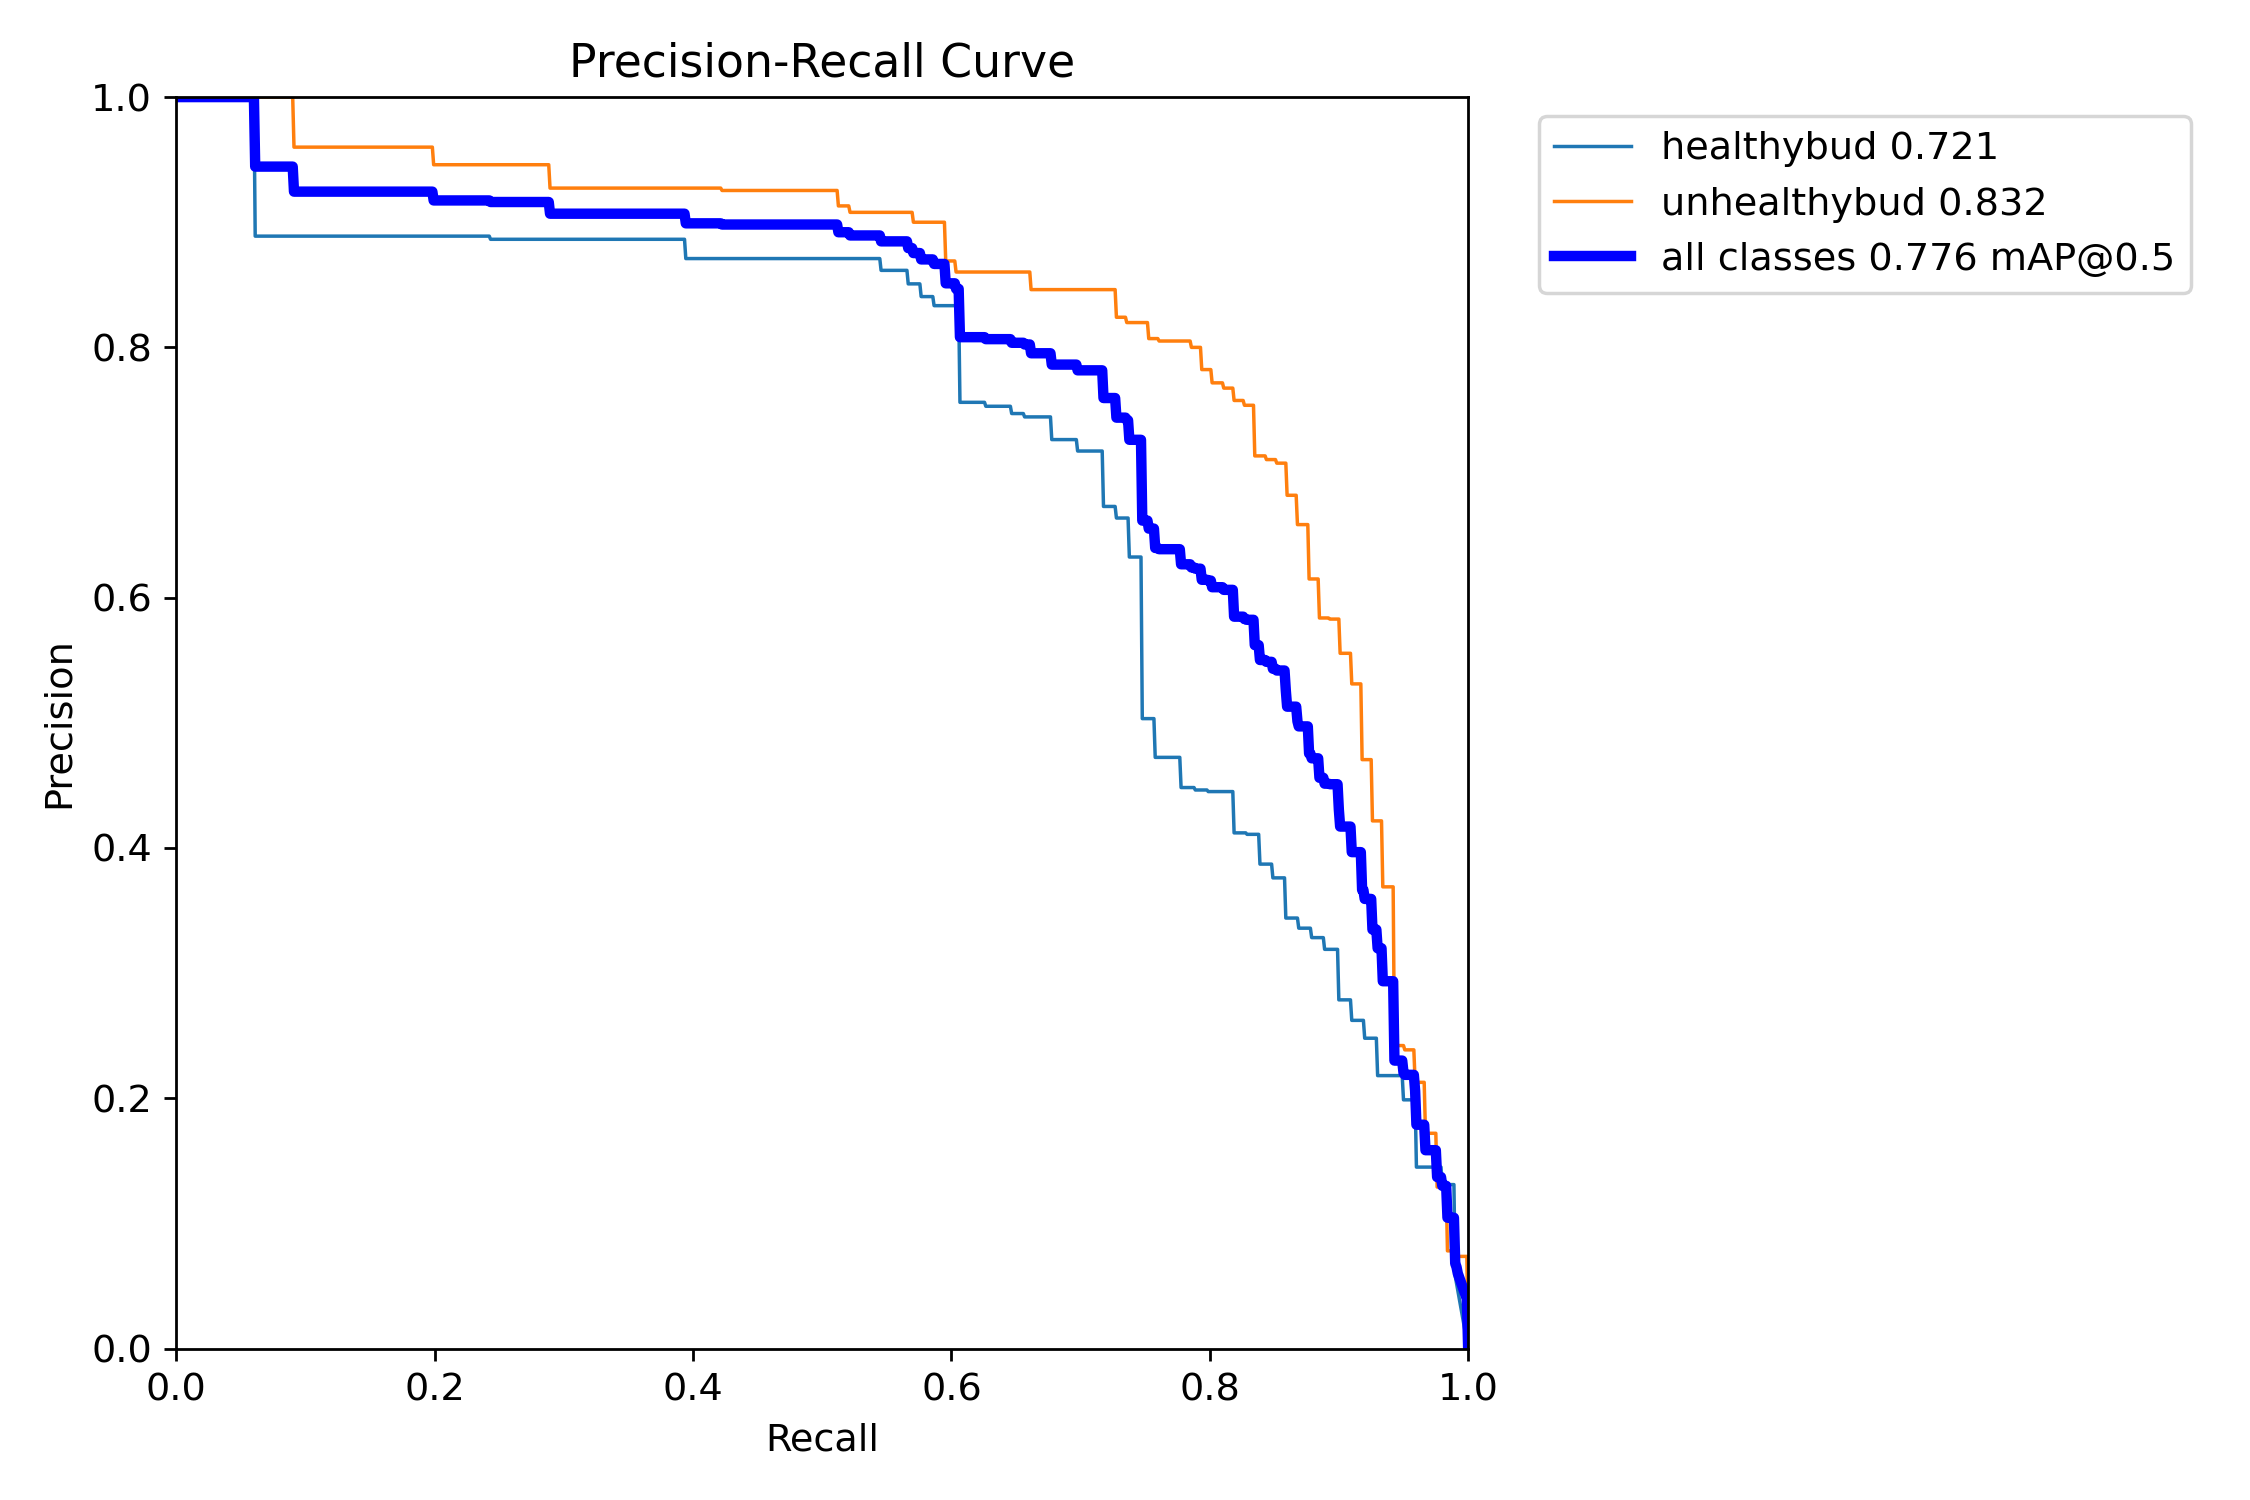 Precision-Recall Curve
1.0
0.8
0.6
0.4
0.2
0.0
Precision
0.0 0.2 0.4 0.6 0.8 1.0
Recall
healthybud 0.721
unhealthybud 0.832
all classes 0.776 mAP@0.5